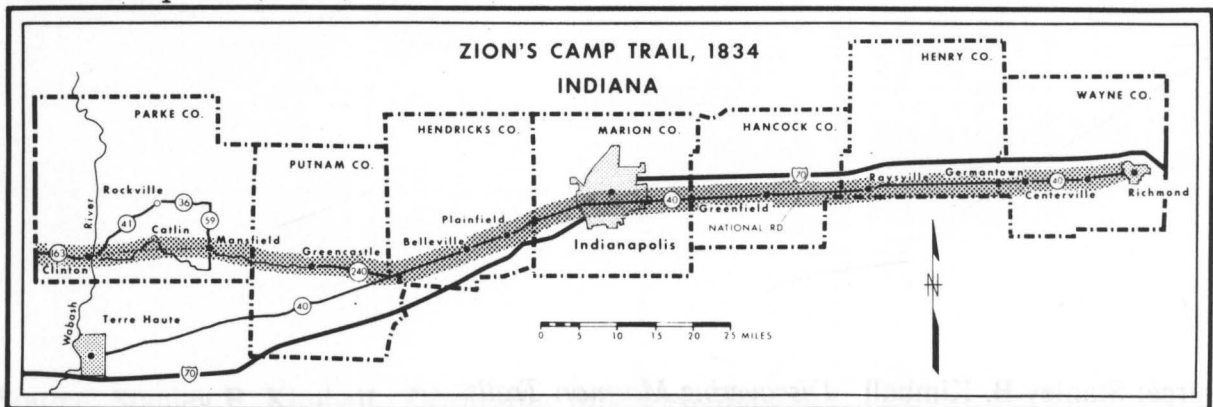 ZION'S CAMP TRAIL, 1834
INDIANA
PARKE CO.
PUTNAM CO.
HENDRICKS CO.
MARION CO.
HANCOCK CO.
HENRY CO.
WAYNE CO.
Rockville
36
41
59
River
Catlin
Mansfield
163
Clinton
Greencastle
240
Belleville
Plainfield
Indianapolis
70
40
Greenfield
NATIONAL RD
Raysville
Germantown
40
Centerville
Richmond
Wabash
Terre Haute
40
70
N
0 5 10 15 20 25 MILES